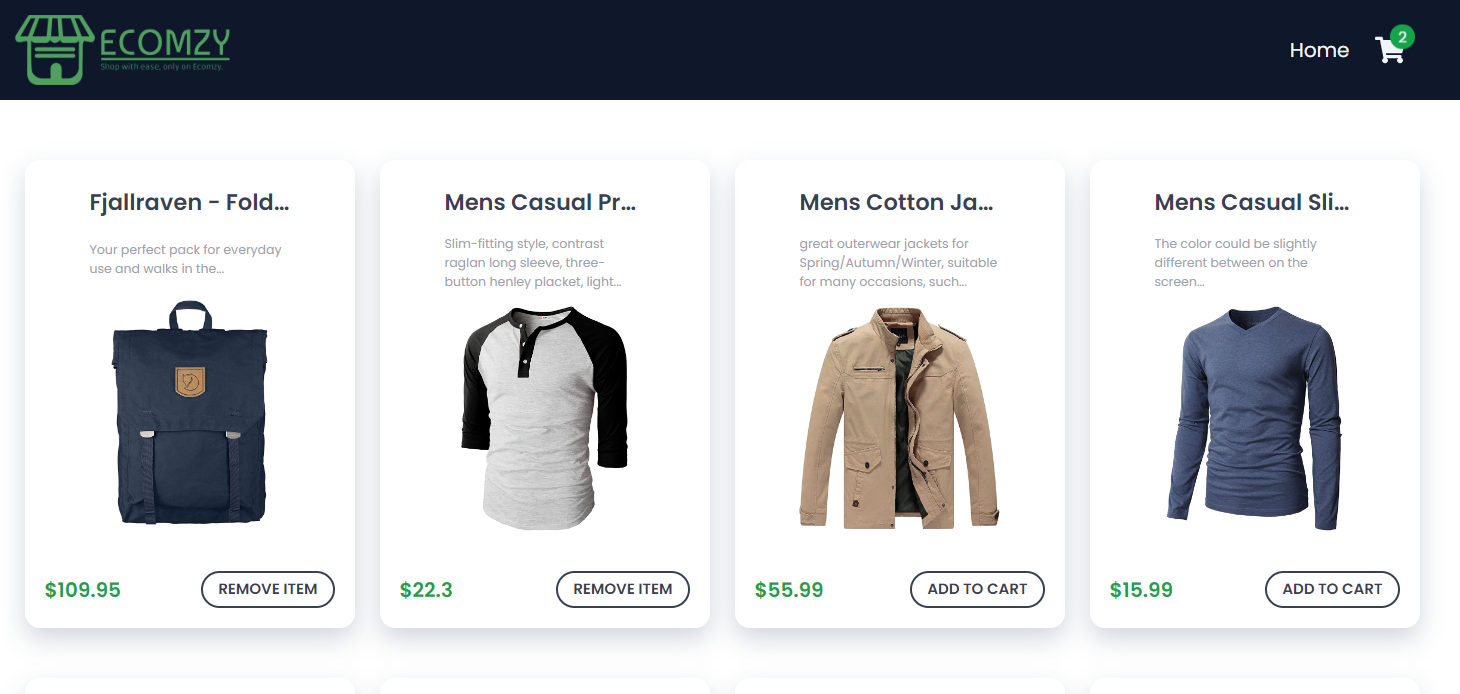 ECOMZY
Shop with ease, only on Ecomzy.
Home
2
Fjallraven - Fold...
Your perfect pack for everyday
use and walks in the...
$109.95
REMOVE ITEM
Mens Casual Pr...
Slim-fitting style, contrast
raglan long sleeve, three-
button henley placket, light...
$22.3
REMOVE ITEM
Mens Cotton Ja...
great outerwear jackets for
Spring/Autumn/Winter, suitable
for many occasions, such...
$55.99
ADD TO CART
Mens Casual Sli...
The color could be slightly
different between on the
screen...
$15.99
ADD TO CART